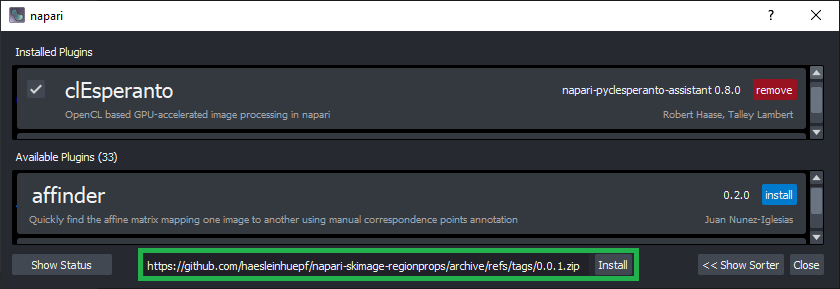 napari
? ×
Installed Plugins
clEsperanto napari-pyclesperanto-assistant 0.8.0 remove
OpenCL based GPU-accelerated image processing in napari Robert Haase, Talley Lambert
Available Plugins (33)
affinder 0.2.0 install
Quickly find the affine matrix mapping one image to another using manual correspondence points annotation Juan Nunez-Iglesias
Show Status https://github.com/haesleinhuepf/napari-skimage-regionprops/archive/refs/tags/0.0.1.zip Install << Show Sorter Close